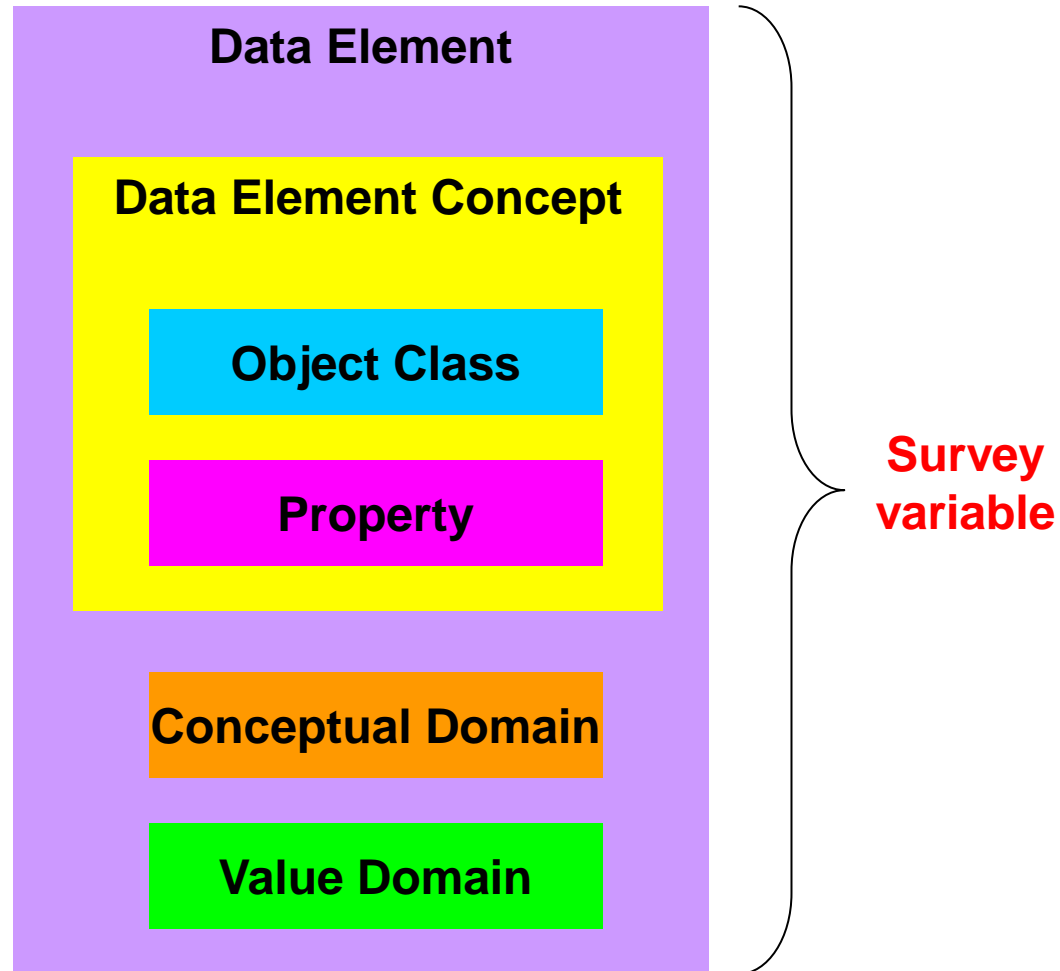 Data Element
Data Element Concept
Object Class
Property
Survey
variable
Conceptual Domain
Value Domain